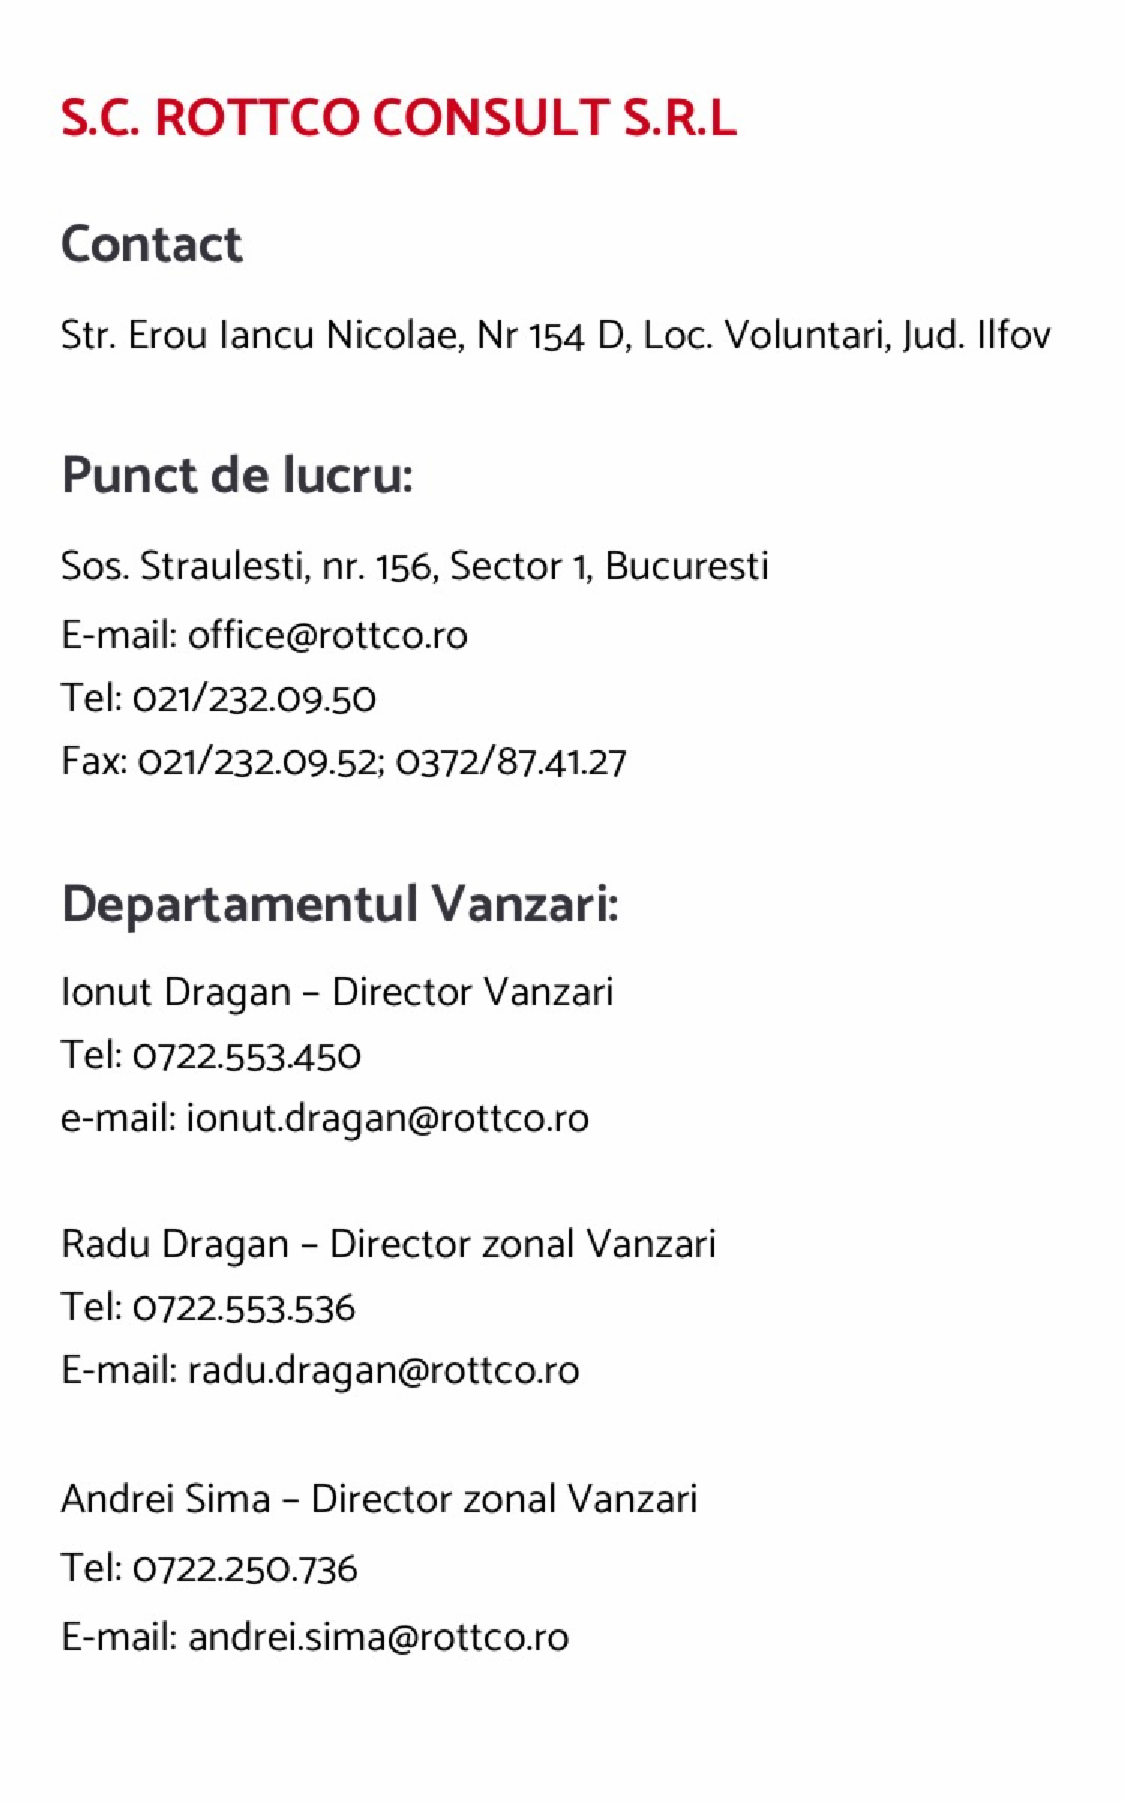 S.C. ROTTCO CONSULT S.R.L
Contact
Str. Erou Iancu Nicolae, Nr 154 D, Loc. Voluntari, Jud. Ilfov
Punct de lucru:
Sos. Straulesti, nr. 156, Sector 1, Bucuresti
E-mail: office@rottco.ro
Tel: 021/232.09.50
Fax: 021/232.09.52; 0372/87.41.27
Departamentul Vanzari:
Ionut Dragan – Director Vanzari
Tel: 0722.553.450
e-mail: ionut.dragan@rottco.ro
Radu Dragan – Director zonal Vanzari
Tel: 0722.553.536
E-mail: radu.dragan@rottco.ro
Andrei Sima – Director zonal Vanzari
Tel: 0722.250.736
E-mail: andrei.sima@rottco.ro